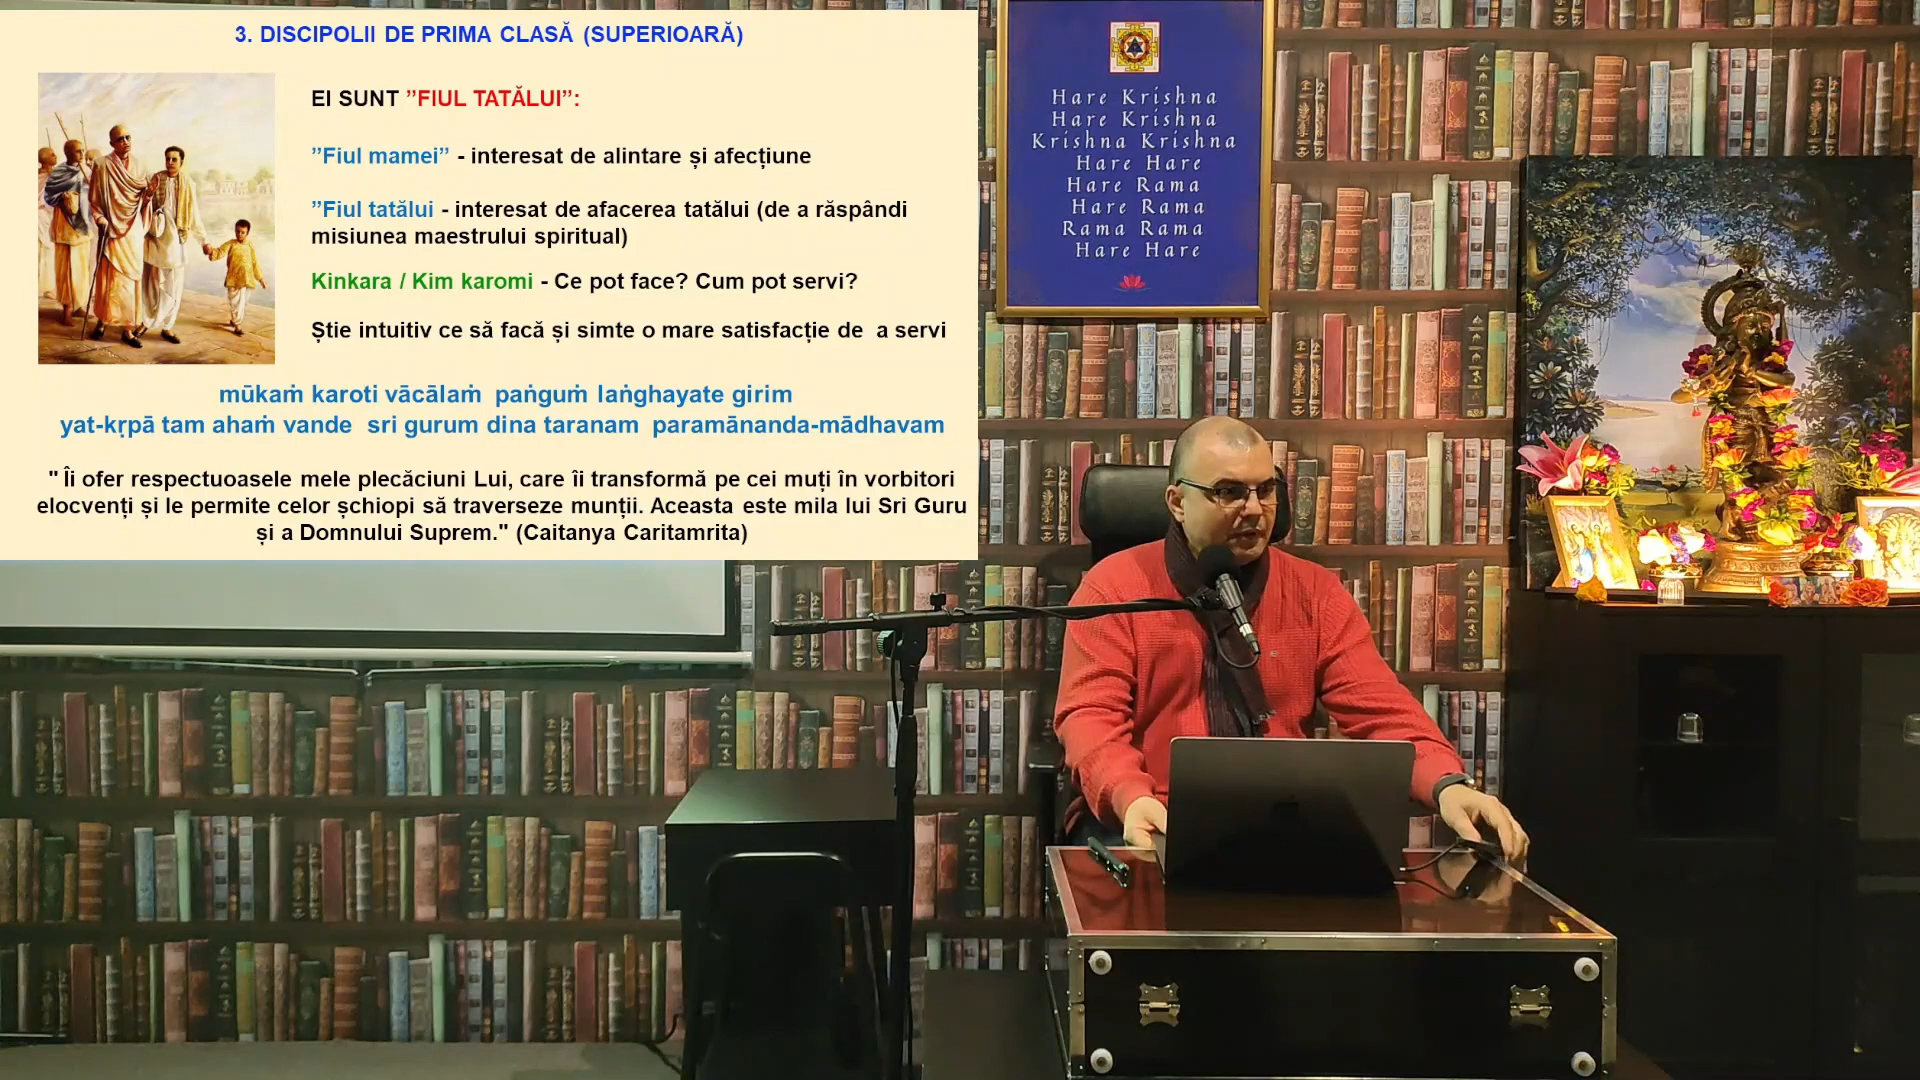 3. DISCIPOLII DE PRIMA CLASĂ (SUPERIOARĂ)
EI SUNT ”FIUL TATĂLUI”:
”Fiul mamei” - interesat de alintare și afecțiune
”Fiul tatălui - interesat de afacerea tatălui (de a răspândi
misiunea maestrului spiritual)
Kinkara / Kim karomi - Ce pot face? Cum pot servi?
Știe intuitiv ce să facă și simte o mare satisfacție de  a servi
mūkaṁ karoti vācālaṁ  paṅguṁ laṅghayate girim
yat-kṛpā tam ahaṁ vande  sri gurum dina taranam  paramānanda-mādhavam
" Îi ofer respectuoasele mele plecăciuni Lui, care îi transformă pe cei muți în vorbitori
elocvenți și le permite celor șchiopi să traverseze munții. Aceasta este mila lui Sri Guru
și a Domnului Suprem." (Caitanya Caritamrita)
Hare Krishna
Hare Krishna
Krishna Krishna
Hare Hare
Hare Rama
Hare Rama
Rama Rama
Hare Hare